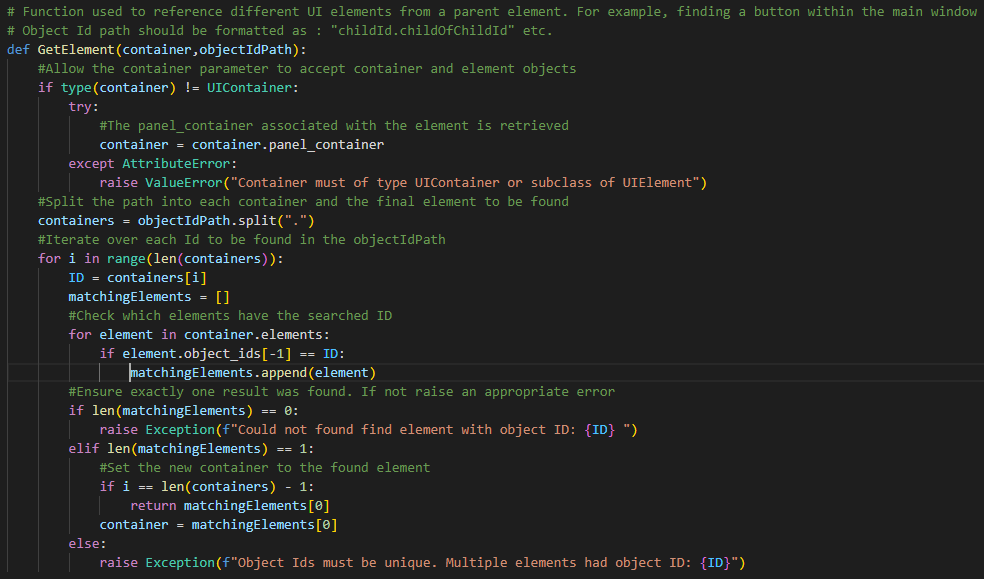 # Function used to reference different UI elements from a parent element. For example, finding a button within the main window
# Object Id path should be formatted as : "childId.childOfChildId" etc.
def GetElement(container,objectIdPath):
    #Allow the container parameter to accept container and element objects
    if type(container) != UIContainer:
        try:
            #The panel_container associated with the element is retrieved
            container = container.panel_container
        except AttributeError:
            raise ValueError("Container must of type UIContainer or subclass of UIElement")
    #Split the path into each container and the final element to be found
    containers = objectIdPath.split(".")
    #Iterate over each Id to be found in the objectIdPath
    for i in range(len(containers)):
        ID = containers[i]
        matchingElements = []
        #Check which elements have the searched ID
        for element in container.elements:
            if element.object_ids[-1] == ID:
                matchingElements.append(element)
        #Ensure exactly one result was found. If not raise an appropriate error
        if len(matchingElements) == 0:
            raise Exception(f"Could not found find element with object ID: {ID} ")
        elif len(matchingElements) == 1:
            #Set the new container to the found element
            if i == len(containers) - 1:
                return matchingElements[0]
            container = matchingElements[0]
        else:
            raise Exception(f"Object Ids must be unique. Multiple elements had object ID: {ID}")